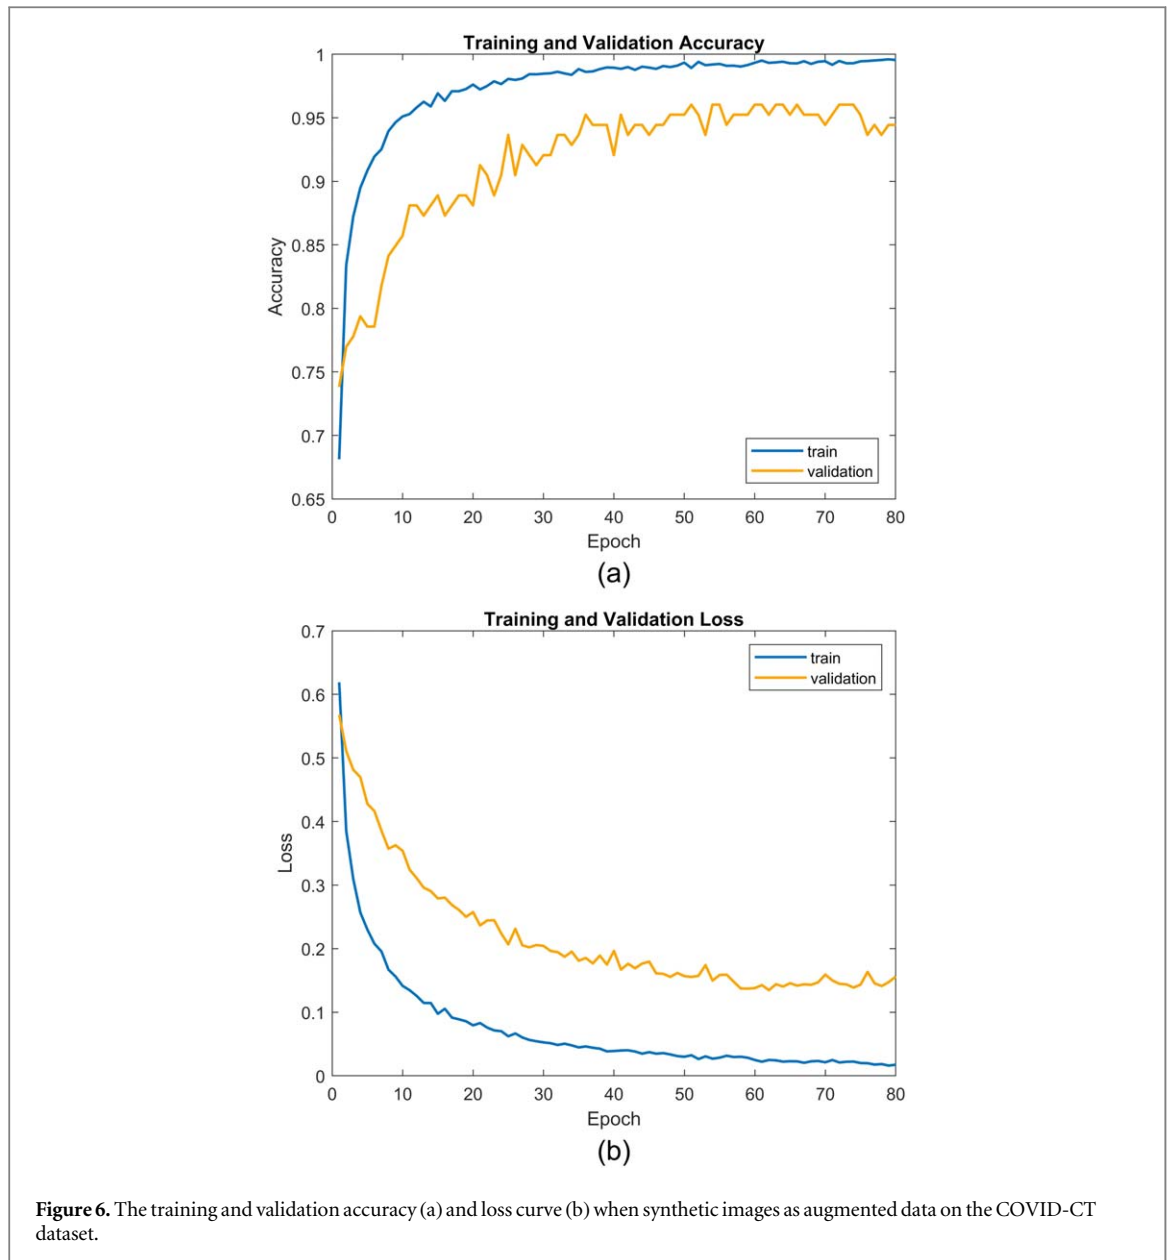 Training and Validation Accuracy
1
0.95
0.9
0.85
0.8
0.75
0.7
0.65
Accuracy
train
validation
0 10 20 30 40 50 60 70 80
Epoch
(a)
Training and Validation Loss
0.7
0.6
0.5
0.4
0.3
0.2
0.1
0
Loss
train
validation
0 10 20 30 40 50 60 70 80
Epoch
(b)
Figure 6. The training and validation accuracy (a) and loss curve (b) when synthetic images as augmented data on the COVID-CT
dataset.